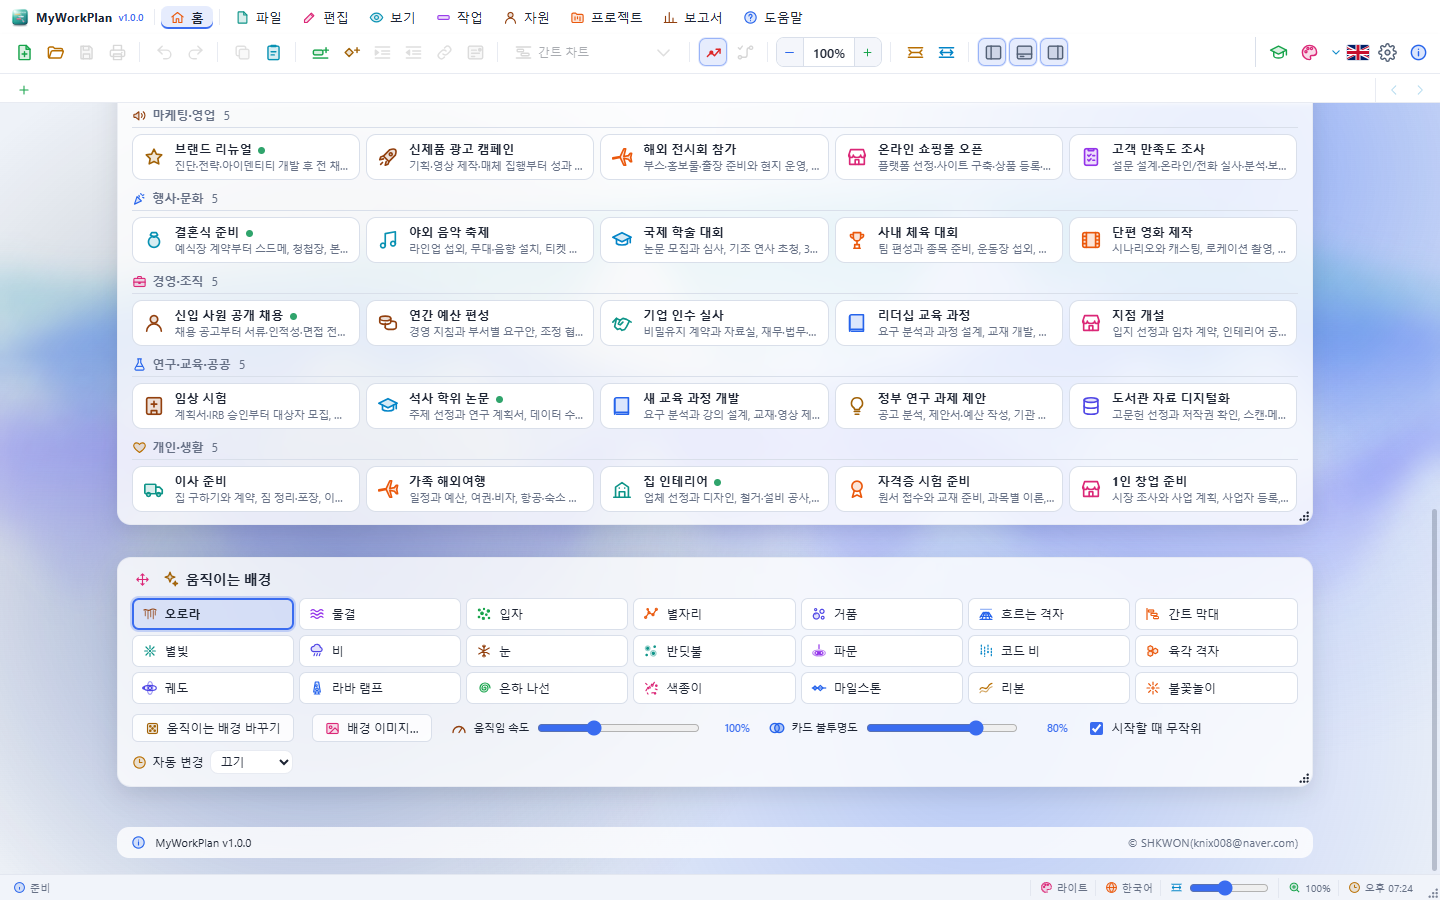 MyWorkPlan v1.0.0
홈 파일 편집 보기 작업 자원 프로젝트 보고서 도움말
간트 차트 100%
마케팅·영업 5
브랜드 리뉴얼
진단·전략·아이덴티티 개발 후 전 채...
신제품 광고 캠페인
기획·영상 제작·매체 집행부터 성과 ...
해외 전시회 참가
부스·홍보물·출장 준비와 현지 운영, ...
온라인 쇼핑몰 오픈
플랫폼 선정·사이트 구축·상품 등록·...
고객 만족도 조사
설문 설계·온라인/전화 실사·분석·보...
행사·문화 5
결혼식 준비
예식장 계약부터 스드메, 청첩장, 본...
야외 음악 축제
라인업 섭외, 무대·음향 설치, 티켓 ...
국제 학술 대회
논문 모집과 심사, 기조 연사 초청, 3...
사내 체육 대회
팀 편성과 종목 준비, 운동장 섭외, ...
단편 영화 제작
시나리오와 캐스팅, 로케이션 촬영, ...
경영·조직 5
신입 사원 공개 채용
채용 공고부터 서류·인적성·면접 전...
연간 예산 편성
경영 지침과 부서별 요구안, 조정 협...
기업 인수 실사
비밀유지 계약과 자료실, 재무·법무·...
리더십 교육 과정
요구 분석과 과정 설계, 교재 개발, ...
지점 개설
입지 선정과 임차 계약, 인테리어 공...
연구·교육·공공 5
임상 시험
계획서·IRB 승인부터 대상자 모집, ...
석사 학위 논문
주제 선정과 연구 계획서, 데이터 수...
새 교육 과정 개발
요구 분석과 강의 설계, 교재·영상 제...
정부 연구 과제 제안
공고 분석, 제안서·예산 작성, 기관 ...
도서관 자료 디지털화
고문헌 선정과 저작권 확인, 스캔·메...
개인·생활 5
이사 준비
집 구하기와 계약, 짐 정리·포장, 이...
가족 해외여행
일정과 예산, 여권·비자, 항공·숙소 ...
집 인테리어
업체 선정과 디자인, 철거·설비 공사,...
자격증 시험 준비
원서 접수와 교재 준비, 과목별 이론,...
1인 창업 준비
시장 조사와 사업 계획, 사업자 등록,...
움직이는 배경
오로라 물결 입자 별자리 거품 흐르는 격자 간트 막대
별빛 비 눈 반딧불 파문 코드 비 육각 격자
궤도 라바 램프 은하 나선 색종이 마일스톤 리본 불꽃놀이
움직이는 배경 바꾸기 배경 이미지... 움직임 속도 100% 카드 불투명도 80% 시작할 때 무작위
자동 변경 끄기
MyWorkPlan v1.0.0 © SHKWON(knix008@naver.com)
준비 라이트 한국어 100% 오후 07:24